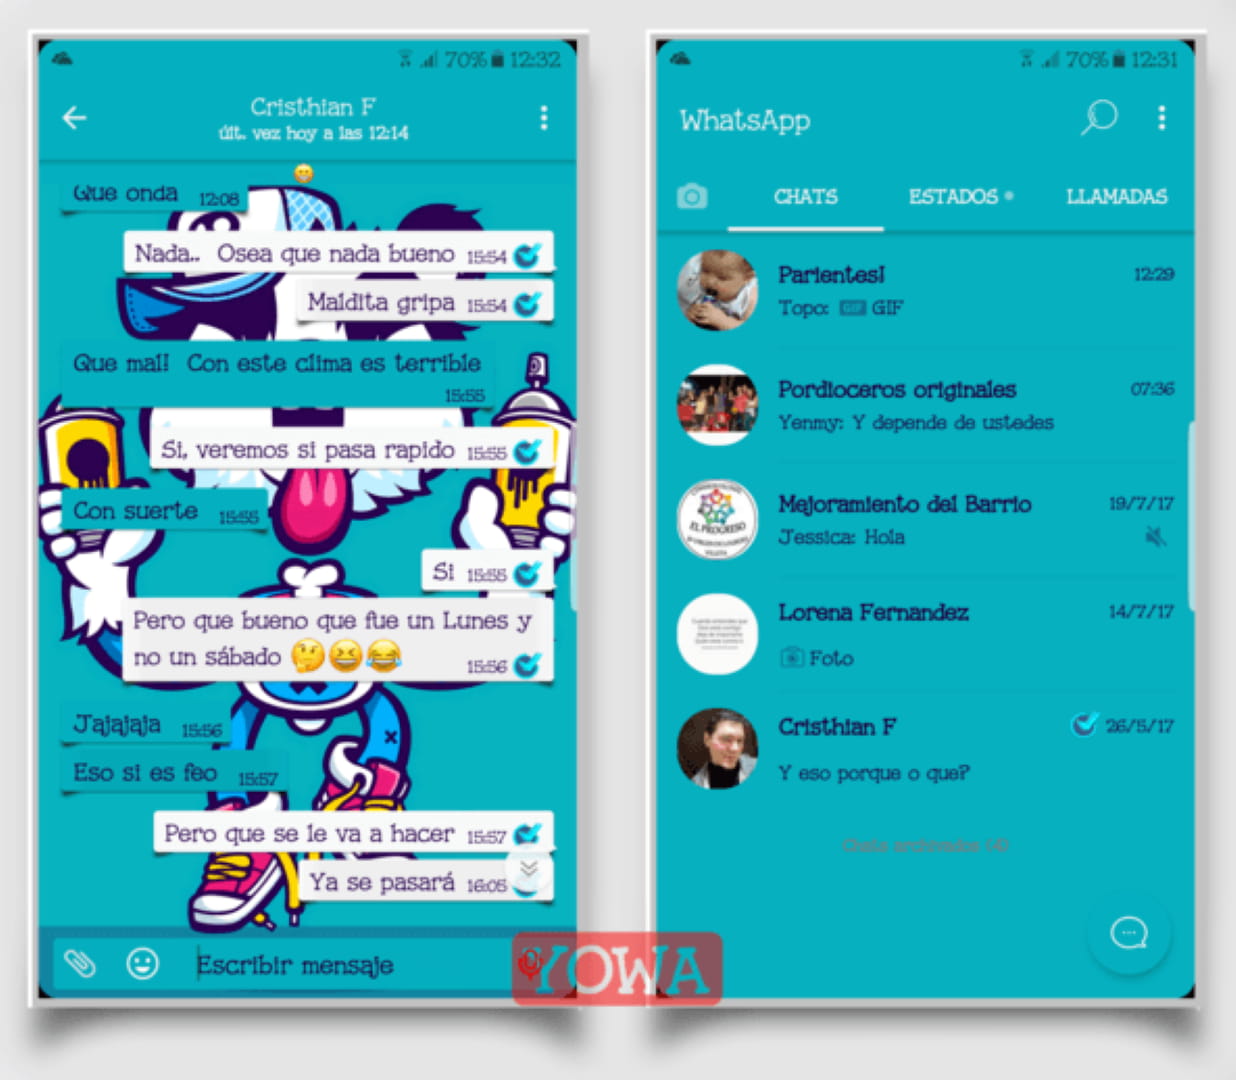 70% 12:32
Cristhian F
últ. vez hoy a las 12:14
Que onda 12:08
Nada.. Osea que nada bueno 15:54
Maldita gripa 15:54
Que mal! Con este clima es terrible
15:55
Si, veremos si pasa rapido 15:55
Con suerte 15:55
Si 15:55
Pero que bueno que fue un Lunes y
no un sábado 15:56
Jajajaja 15:56
Eso si es feo 15:57
Pero que se le va a hacer 15:57
Ya se pasará 16:05
Escribir mensaje
70% 12:31
WhatsApp
CHATS ESTADOS LLAMADAS
Parientes! 12:29
Topo: GIF GIF
Pordioceros originales 07:36
Yenmy: Y depende de ustedes
Mejoramiento del Barrio 19/7/17
EL PROGRESO
Jessica: Hola
Lorena Fernandez 14/7/17
Foto
Cristhian F 26/5/17
Y eso porque o que?
Chats archivados 147
YOWA